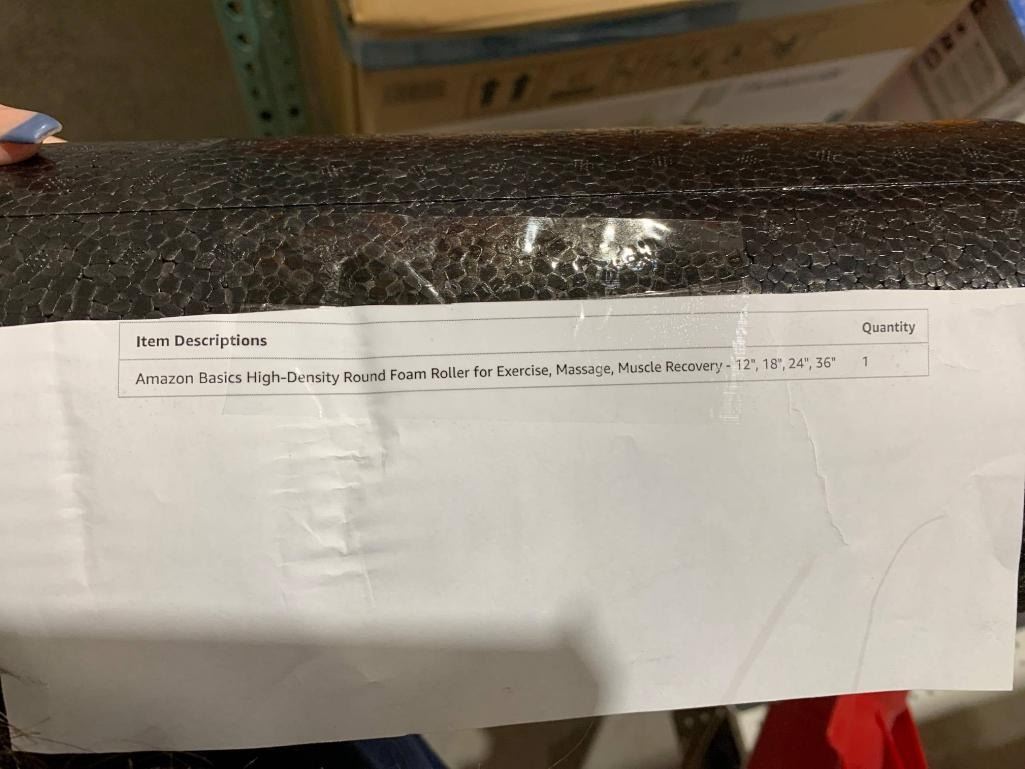 Item Descriptions Quantity
Amazon Basics High-Density Round Foam Roller for Exercise, Massage, Muscle Recovery - 12", 18", 24", 36" 1